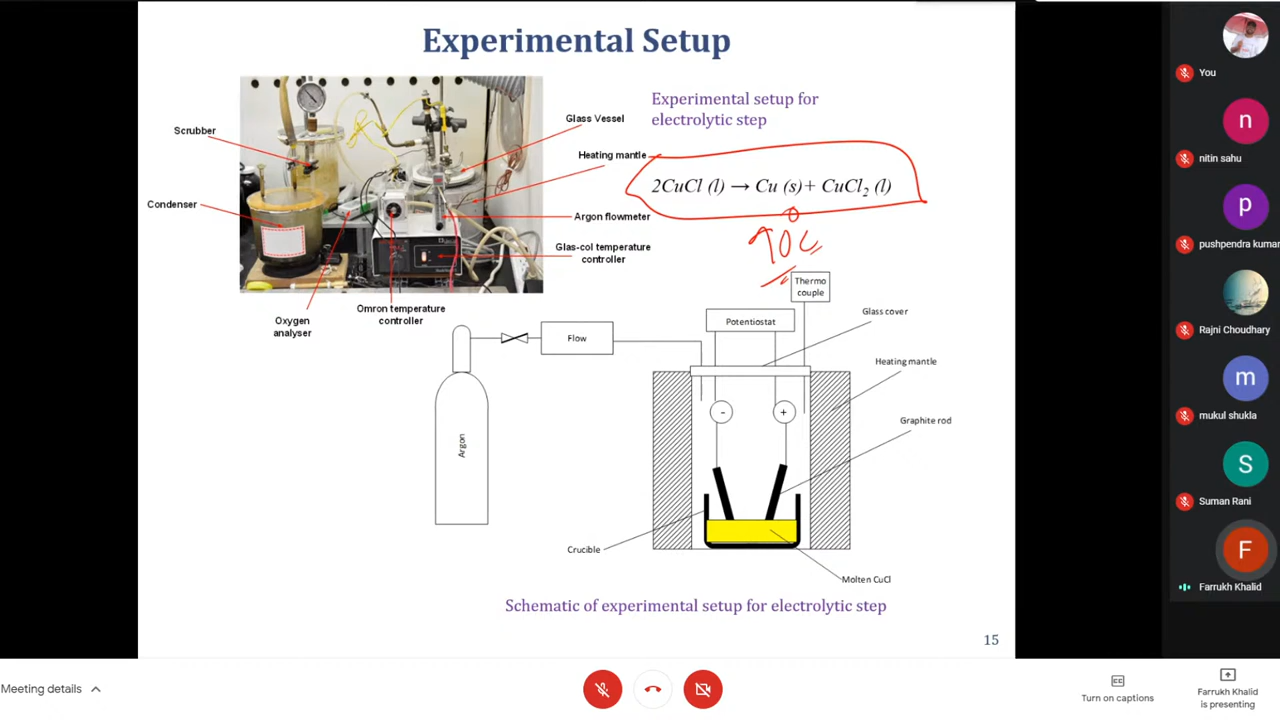 Experimental Setup
Scrubber
Condenser
Oxygen
analyser
Omron temperature
controller
Glass Vessel
Heating mantle
Argon flowmeter
Glas-col temperature
controller
Experimental setup for
electrolytic step
2CuCl (l) → Cu (s) + CuCl₂ (l)
Thermo
couple
Potentiostat
Flow
Argon
Glass cover
Heating mantle
Graphite rod
-
+
Crucible
Molten CuCl
Schematic of experimental setup for electrolytic step
15
You
nitin sahu
pushpendra kumar
Rajni Choudhary
mukul shukla
Suman Rani
Farrukh Khalid
n
p
m
S
F
Meeting details
CC
Turn on captions
Farrukh Khalid
is presenting